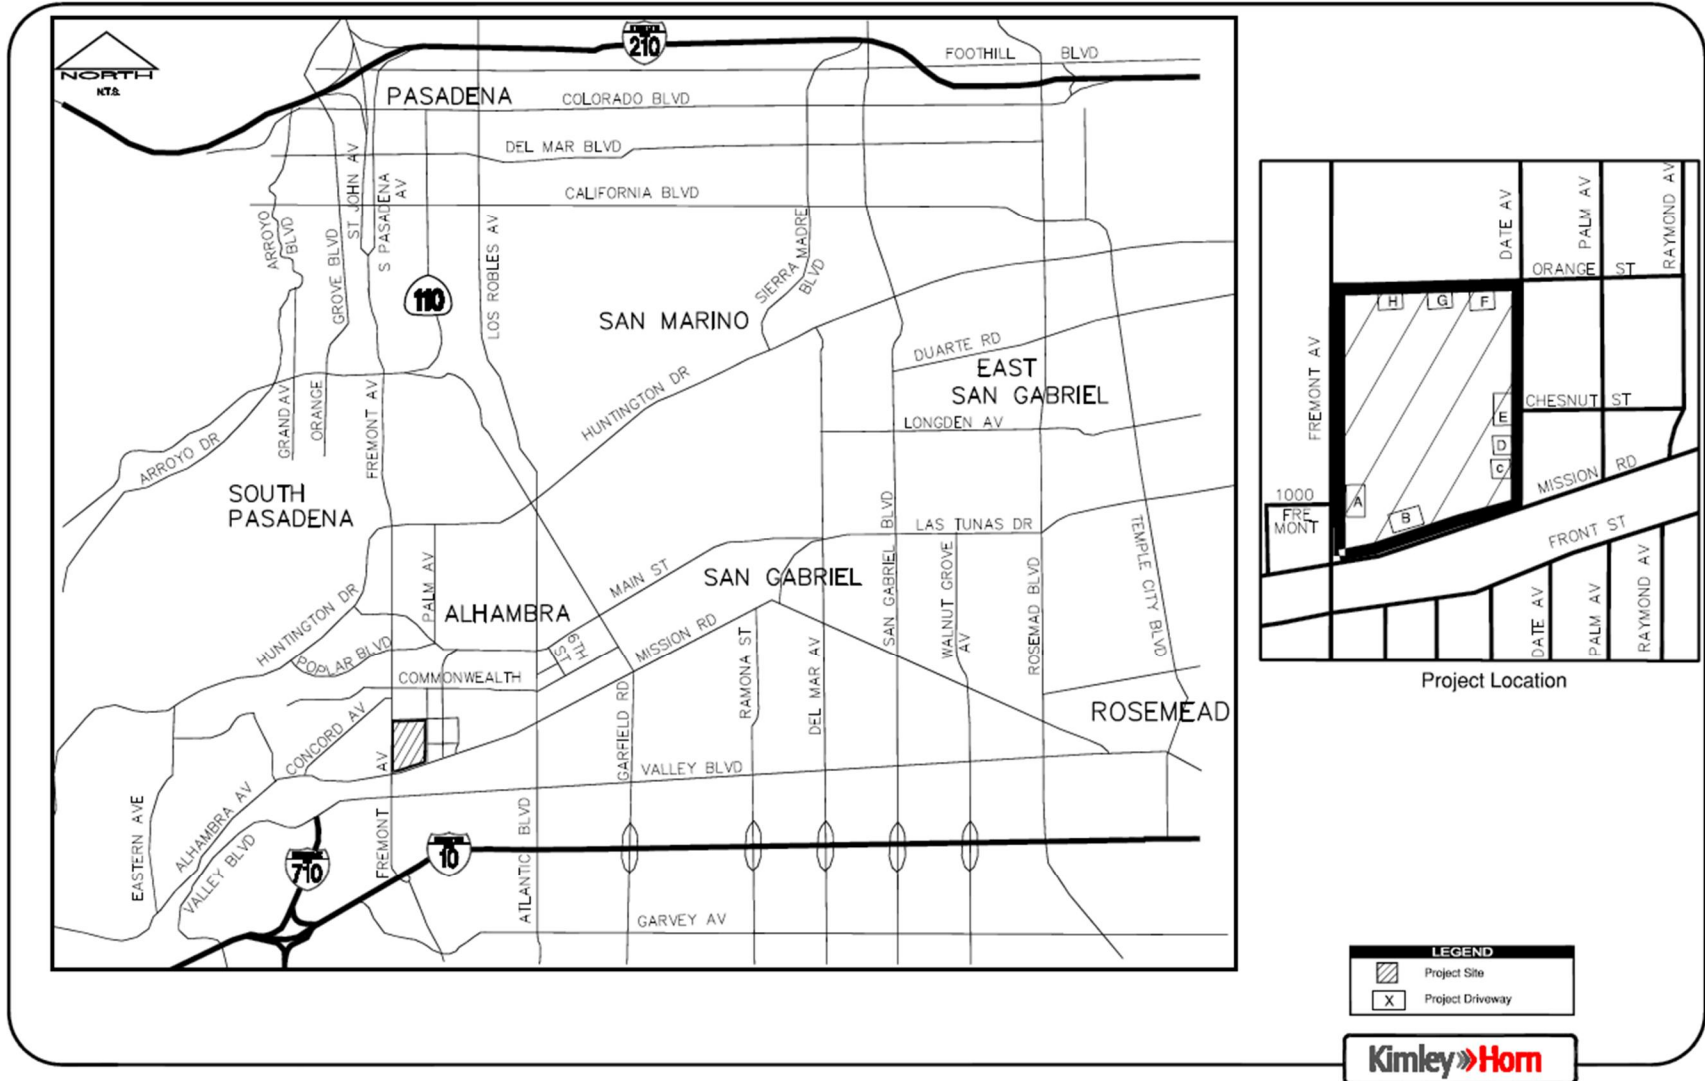 NORTH
N.T.S.
210
FOOTHILL BLVD
PASADENA
COLORADO BLVD
DEL MAR BLVD
CALIFORNIA BLVD
ARROYO
BLVD
GROVE BLVD
ST JOHN AV
S PASADENA
AV
LOS ROBLES AV
SIERRA MADRE
BLVD
110
SAN MARINO
DUARTE RD
EAST
SAN GABRIEL
HUNTINGTON DR
LONGDEN AV
GRAND AV
ORANGE
FREMONT AV
ARROYO DR
SOUTH
PASADENA
LAS TUNAS DR
SAN GABRIEL BLVD
TEMPLE CITY BLVD
MAIN ST
SAN GABRIEL
WALNUT GROVE
AV
ROSEMAD BLVD
PALM AV
ALHAMBRA
HUNTINGTON DR
POPLAR BLVD
6TH
ST
MISSION RD
RAMONA ST
DEL MAR AV
COMMONWEALTH
ROSEMEAD
CONCORD AV
GARFIELD RD
VALLEY BLVD
FREMONT AV
EASTERN AVE
ALHAMBRA AV
VALLEY BLVD
ATLANTIC BLVD
710
10
GARVEY AV
DATE AV
PALM AV
RAYMOND AV
ORANGE ST
H
G
F
FREMONT AV
CHESNUT ST
E
D
C
MISSION RD
1000
FRE
MONT
A
B
FRONT ST
DATE AV
PALM AV
RAYMOND AV
Project Location
LEGEND
Project Site
X Project Driveway
Kimley»Horn